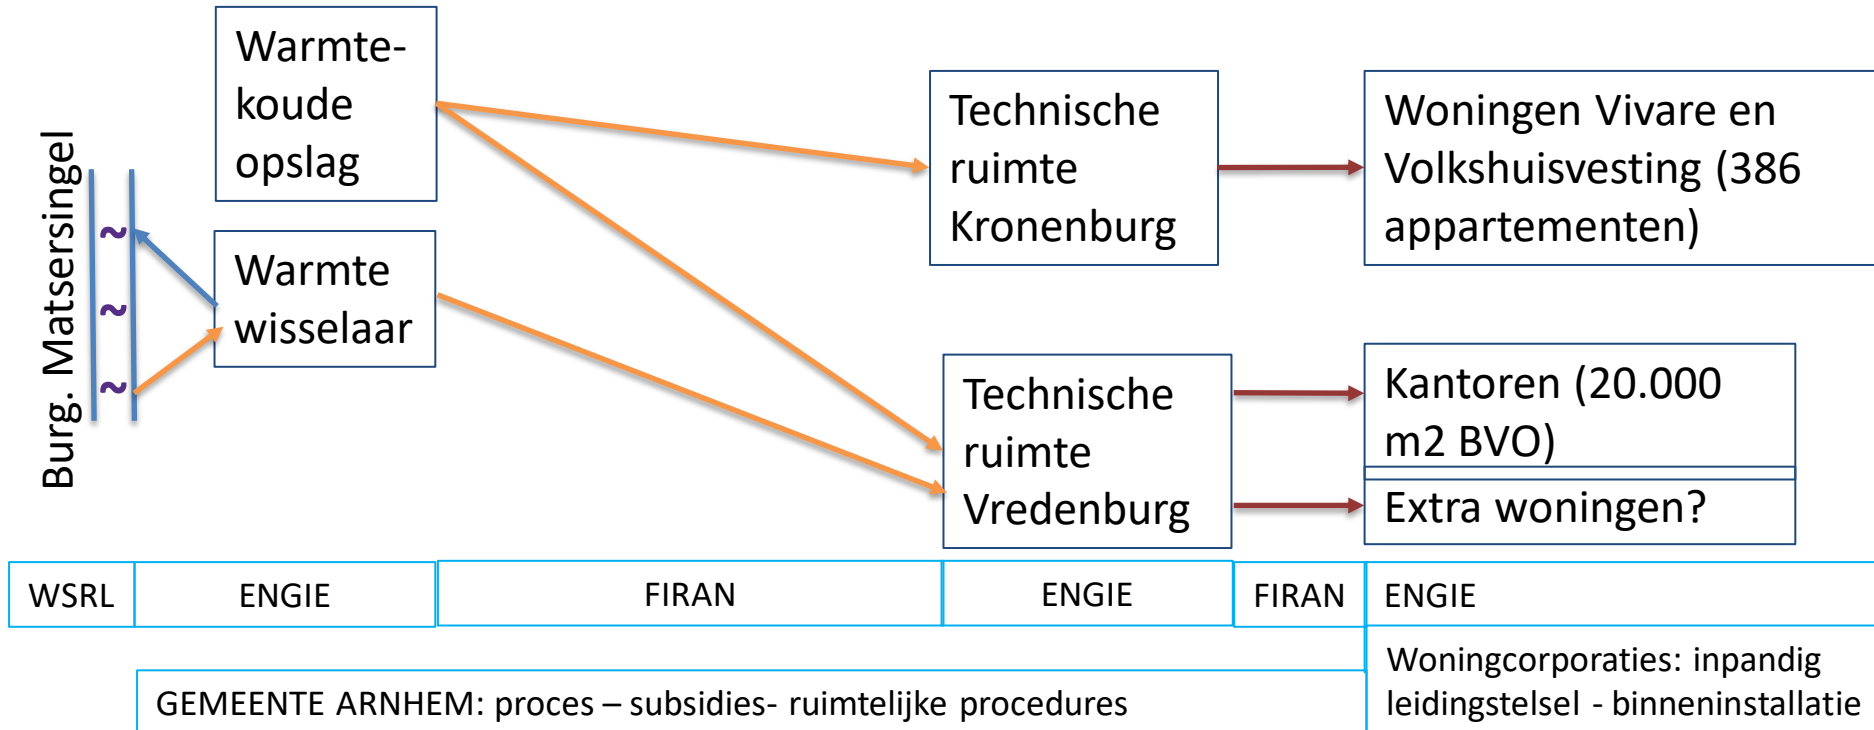 Burg. Matsersingel
~
~
~
Warmte-
koude
opslag
Warmte
wisselaar
Technische
ruimte
Kronenburg
Woningen Vivare en
Volkshuisvesting (386
appartementen)
Technische
ruimte
Vredenburg
Kantoren (20.000
m2 BVO)
Extra woningen?
WSRL
ENGIE
FIRAN
ENGIE
FIRAN
ENGIE
GEMEENTE ARNHEM: proces – subsidies- ruimtelijke procedures
Woningcorporaties: inpandig
leidingstelsel - binneninstallatie